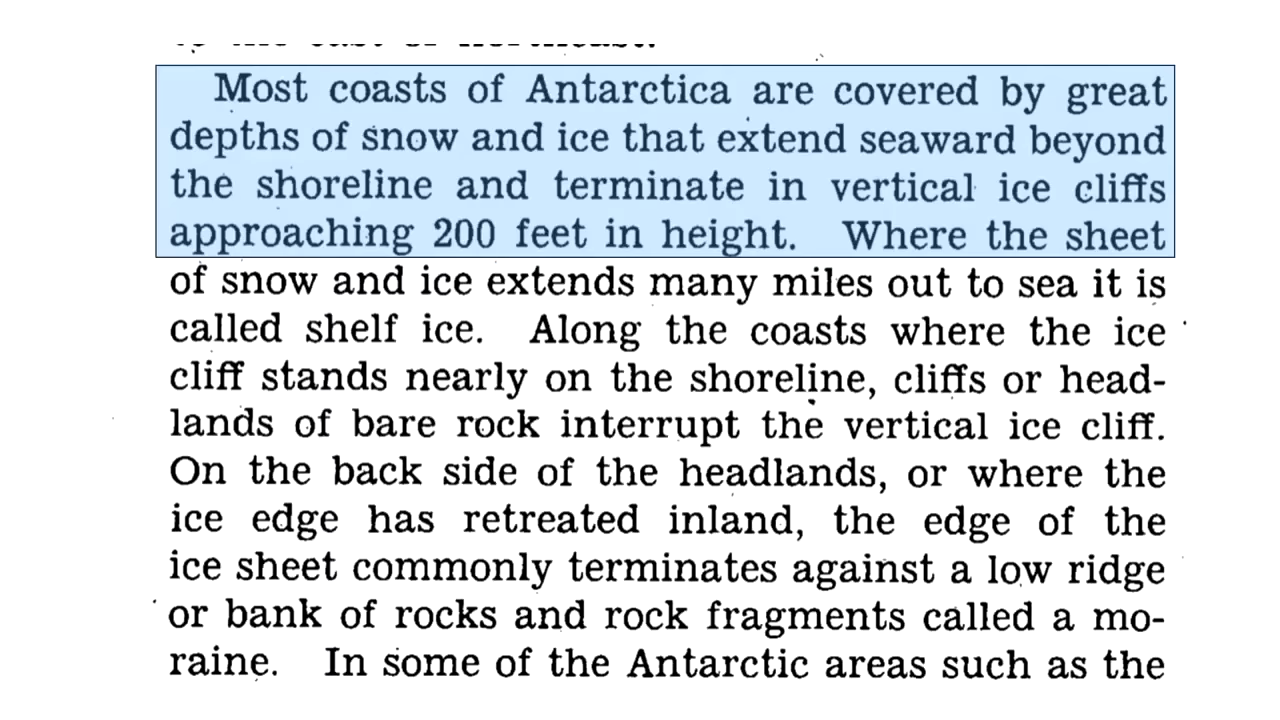 Most coasts of Antarctica are covered by great
depths of snow and ice that extend seaward beyond
the shoreline and terminate in vertical ice cliffs
approaching 200 feet in height. Where the sheet
of snow and ice extends many miles out to sea it is
called shelf ice. Along the coasts where the ice
cliff stands nearly on the shoreline, cliffs or head-
lands of bare rock interrupt the vertical ice cliff.
On the back side of the headlands, or where the
ice edge has retreated inland, the edge of the
ice sheet commonly terminates against a low ridge
or bank of rocks and rock fragments called a mo-
raine. In some of the Antarctic areas such as the